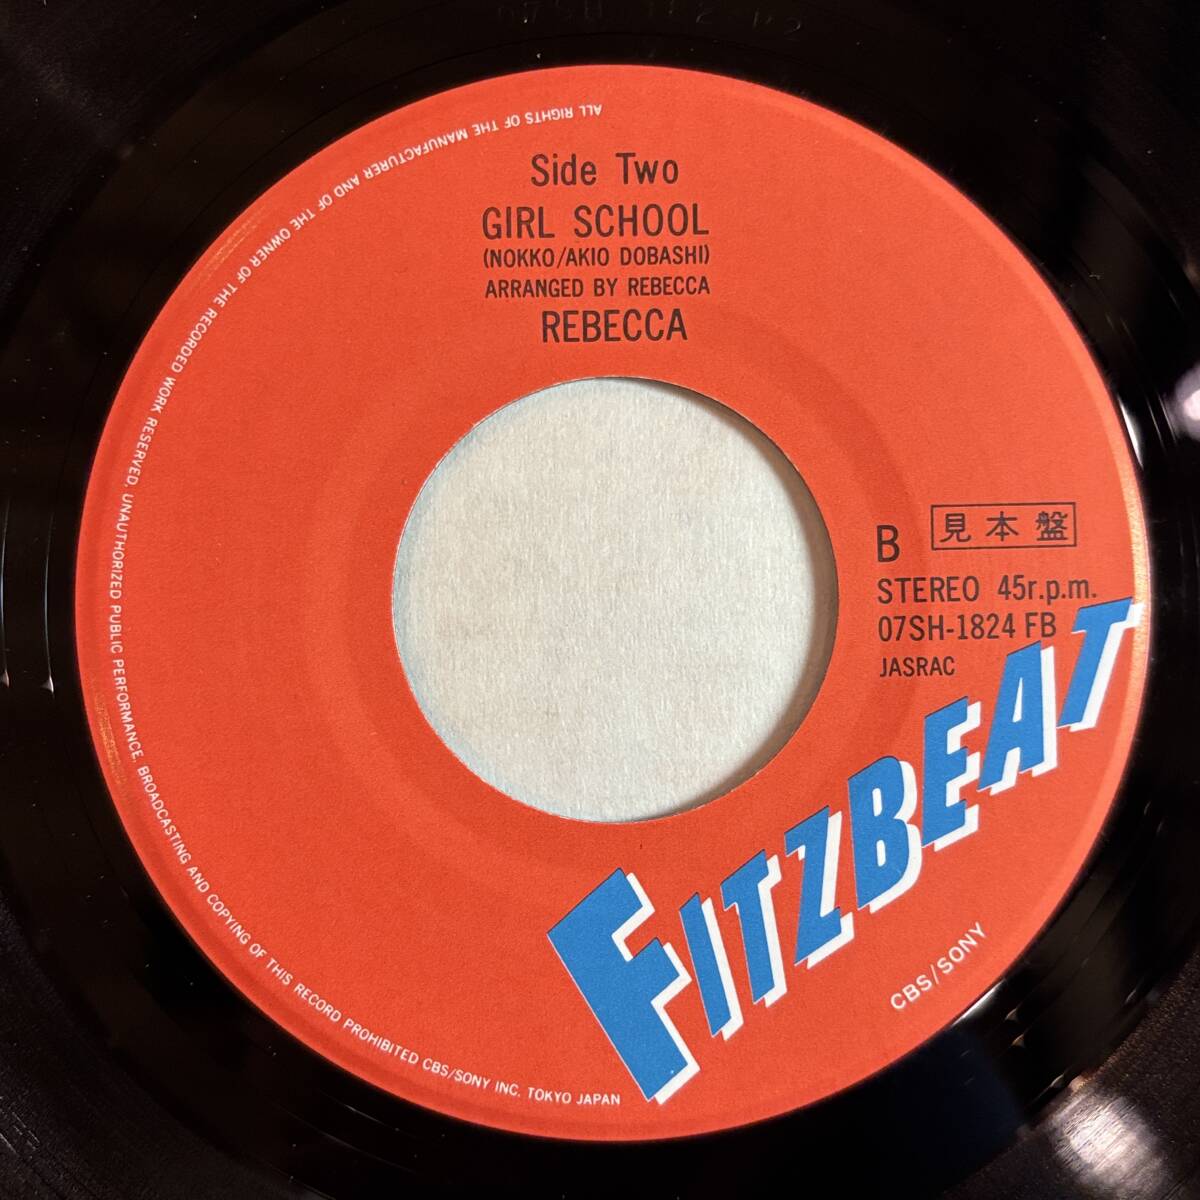 Side Two
GIRL SCHOOL
(NOKKO/AKIO DOBASHI)
ARRANGED BY REBECCA
REBECCA
B 見本盤
STEREO 45r.p.m.
07SH-1824 FB
JASRAC
FITZBEAT
CBS/SONY
ALL RIGHTS OF THE MANUFACTURER AND OF THE OWNER OF THE RECORDED WORK RESERVED. UNAUTHORIZED PUBLIC PERFORMANCE. BROADCASTING AND COPYING OF THIS RECORD PROHIBITED CBS/SONY INC. TOKYO JAPAN